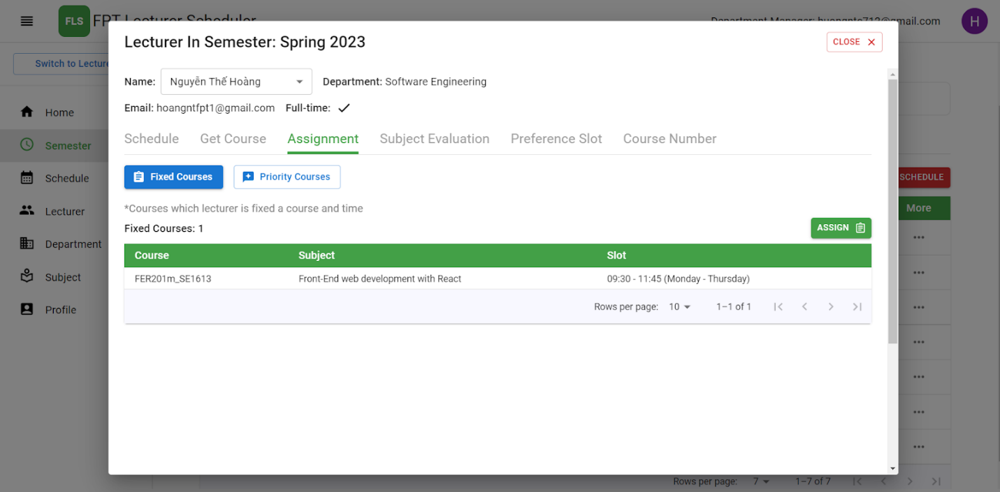 FLS FPT Lecturer Scheduler
Department Manager:
H
Lecturer In Semester: Spring 2023
CLOSE
Switch to Lecture
Name: Nguyễn Thế Hoàng Department: Software Engineering
Email: hoangntfpt1@gmail.com Full-time:
Home
Semester
Schedule
Lecturer
Department
Subject
Profile
Schedule Get Course Assignment Subject Evaluation Preference Slot Course Number
Fixed Courses Priority Courses
SCHEDULE
More
*Courses which lecturer is fixed a course and time
Fixed Courses: 1
ASSIGN
Course Subject Slot
FER201m_SE1613 Front-End web development with React 09:30 - 11:45 (Monday - Thursday)
Rows per page: 10 1–1 of 1
Rows per page: 7 1–7 of 7